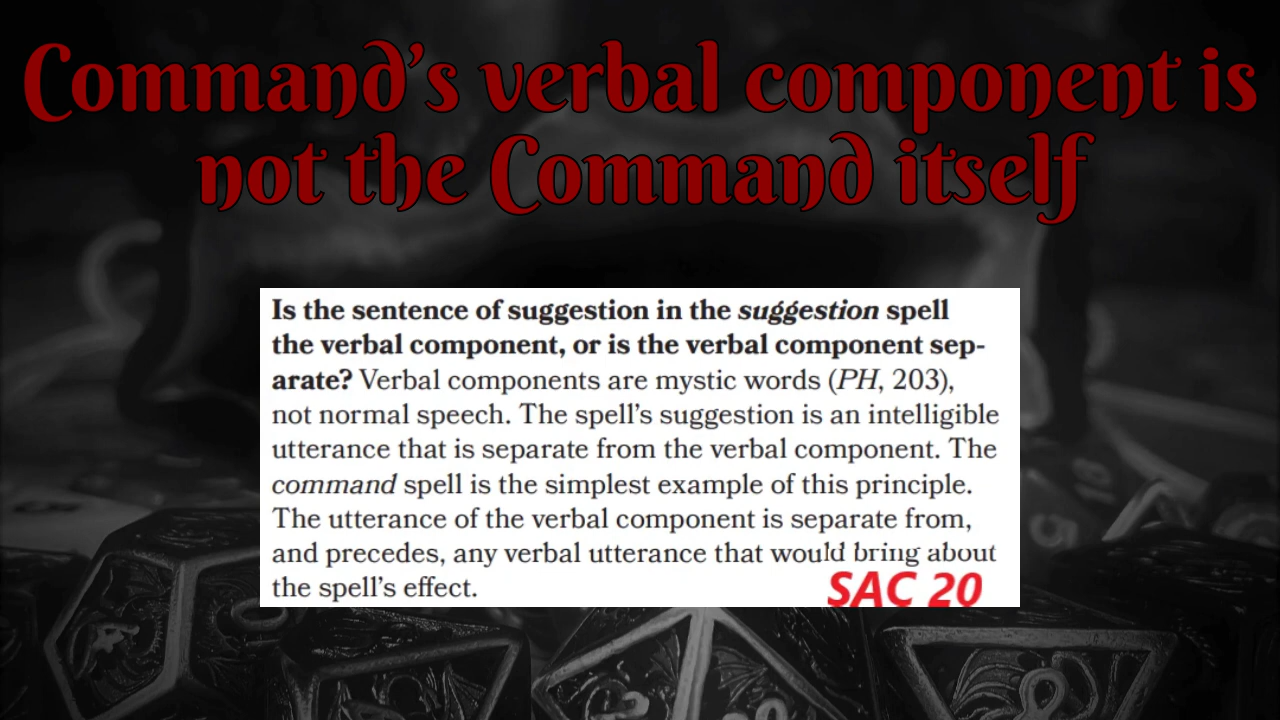 Command's verbal component is
not the Command itself
Is the sentence of suggestion in the suggestion spell
the verbal component, or is the verbal component sep-
arate? Verbal components are mystic words (PH, 203),
not normal speech. The spell's suggestion is an intelligible
utterance that is separate from the verbal component. The
command spell is the simplest example of this principle.
The utterance of the verbal component is separate from,
and precedes, any verbal utterance that would bring about
the spell's effect.
SAC 20